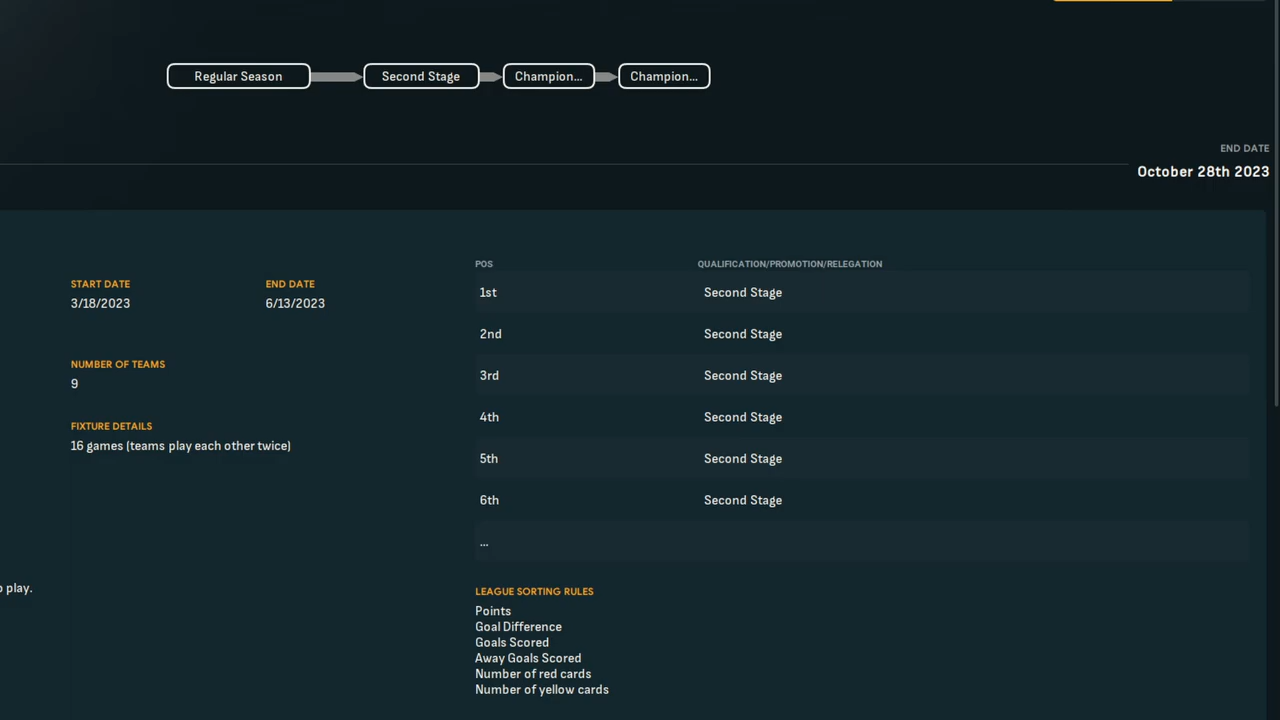 Regular Season
Second Stage
Champion...
Champion...
END DATE
October 28th 2023
START DATE
3/18/2023
END DATE
6/13/2023
NUMBER OF TEAMS
9
FIXTURE DETAILS
16 games (teams play each other twice)
o play.
POS QUALIFICATION/PROMOTION/RELEGATION
1st Second Stage
2nd Second Stage
3rd Second Stage
4th Second Stage
5th Second Stage
6th Second Stage
...
LEAGUE SORTING RULES
Points
Goal Difference
Goals Scored
Away Goals Scored
Number of red cards
Number of yellow cards